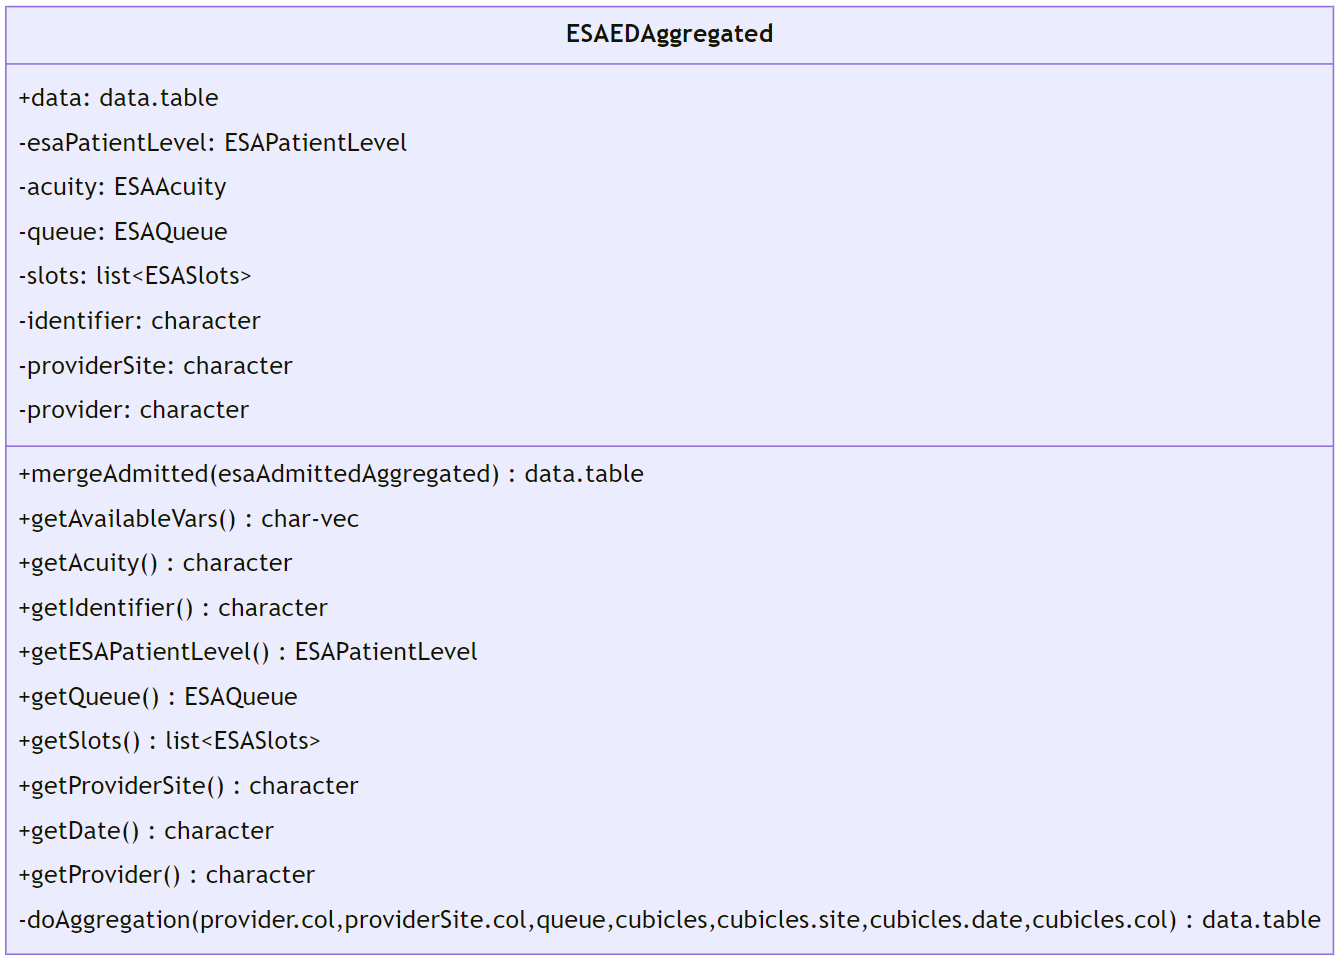 ESAEDAggregated
+data: data.table
-esaPatientLevel: ESAPatientLevel
-acuity: ESAAcuity
-queue: ESAQueue
-slots: list<ESASlots>
-identifier: character
-providerSite: character
-provider: character
+mergeAdmitted(esaAdmittedAggregated) : data.table
+getAvailableVars() : char-vec
+getAcuity() : character
+getIdentifier() : character
+getESAPatientLevel() : ESAPatientLevel
+getQueue() : ESAQueue
+getSlots() : list<ESASlots>
+getProviderSite() : character
+getDate() : character
+getProvider() : character
-doAggregation(provider.col,providerSite.col,queue,cubicles,cubicles.site,cubicles.date,cubicles.col) : data.table